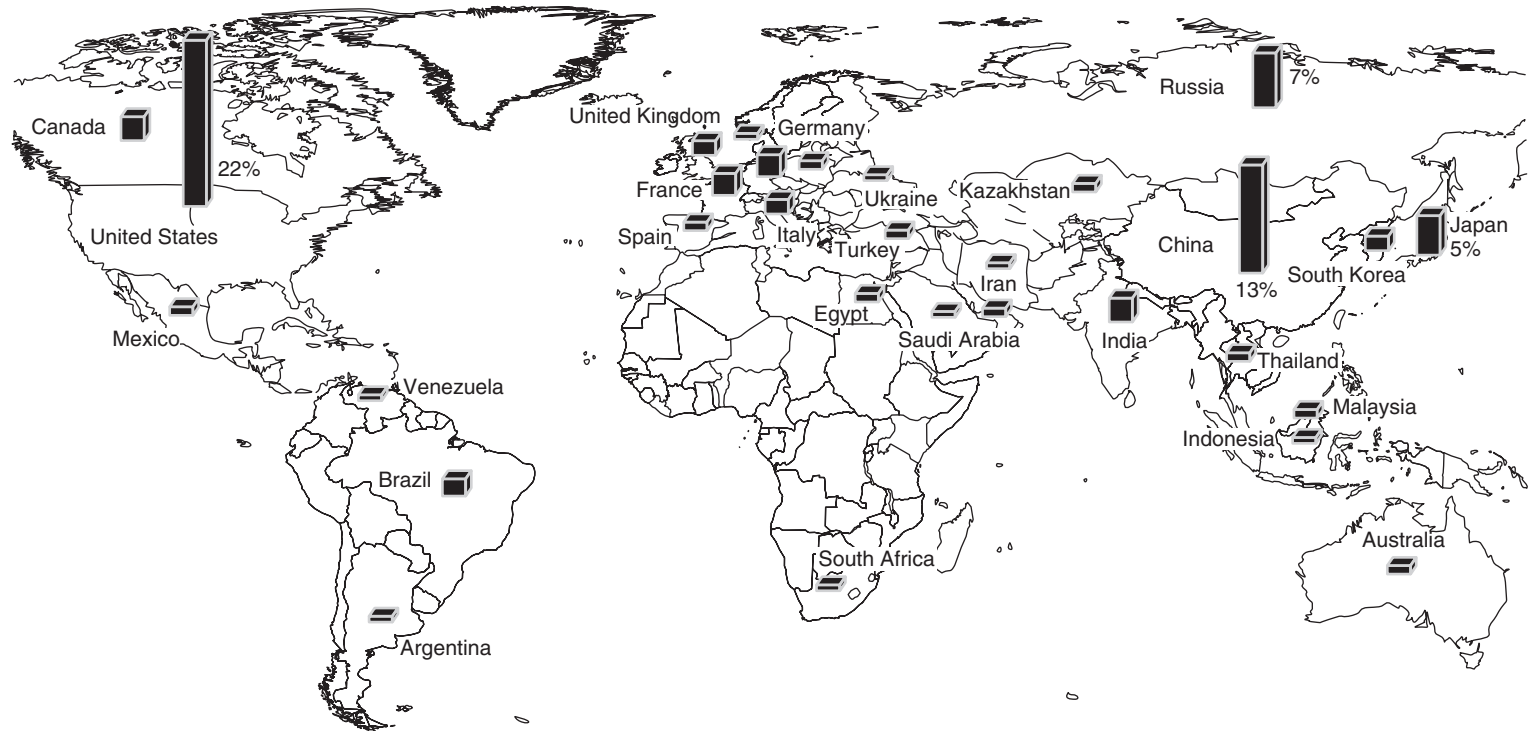 Russia
7%
United Kingdom
Germany
Canada
22%
France
Ukraine
Kazakhstan
United States
Spain
Italy
Turkey
China
Japan
5%
South Korea
Iran
13%
Egypt
Mexico
Saudi Arabia
India
Thailand
Venezuela
Malaysia
Indonesia
Brazil
Australia
South Africa
Argentina